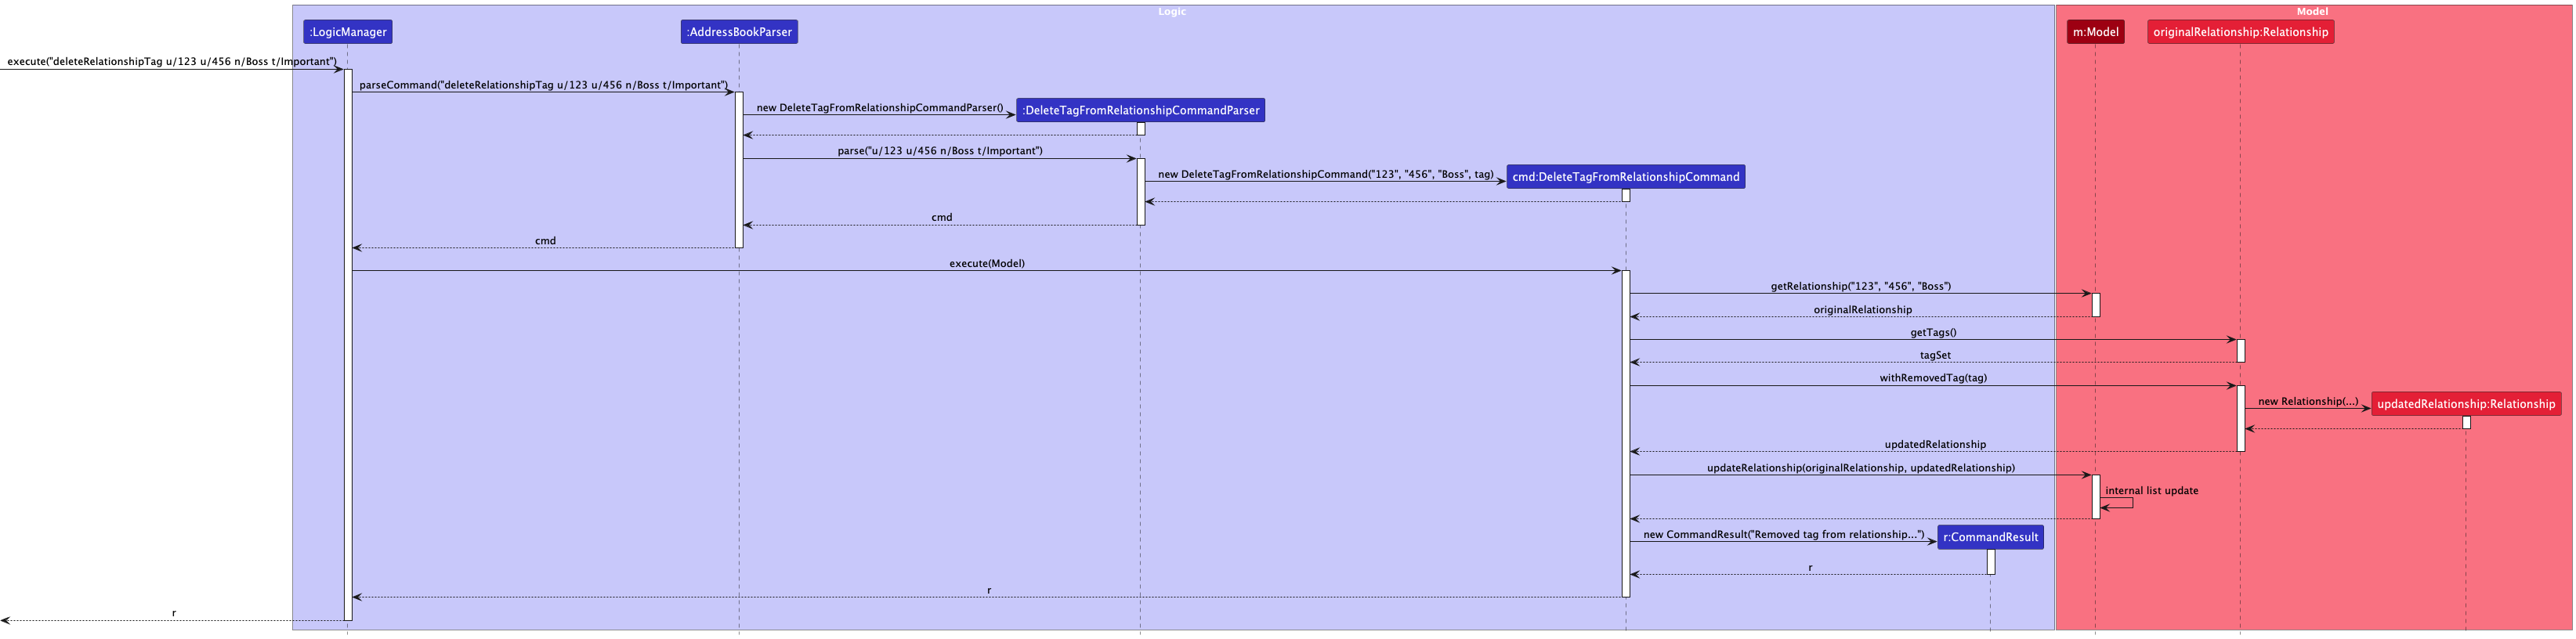 Logic
Model
:LogicManager
:AddressBookParser
m:Model
originalRelationship:Relationship
execute("deleteRelationshipTag u/123 u/456 n/Boss t/Important")
parseCommand("deleteRelationshipTag u/123 u/456 n/Boss t/Important")
new DeleteTagFromRelationshipCommandParser()
:DeleteTagFromRelationshipCommandParser
parse("u/123 u/456 n/Boss t/Important")
new DeleteTagFromRelationshipCommand("123", "456", "Boss", tag)
cmd:DeleteTagFromRelationshipCommand
cmd
cmd
execute(Model)
getRelationship("123", "456", "Boss")
originalRelationship
getTags()
tagSet
withRemovedTag(tag)
new Relationship(...)
updatedRelationship:Relationship
updatedRelationship
updateRelationship(originalRelationship, updatedRelationship)
internal list update
new CommandResult("Removed tag from relationship...")
r:CommandResult
r
r
r